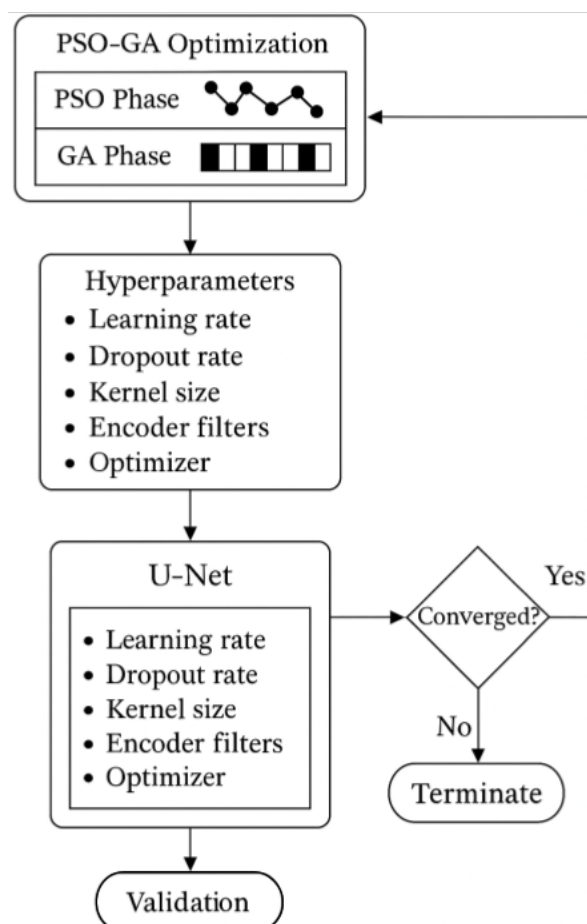 PSO-GA Optimization
PSO Phase
GA Phase
Hyperparameters
• Learning rate
• Dropout rate
• Kernel size
• Encoder filters
• Optimizer
U-Net
• Learning rate
• Dropout rate
• Kernel size
• Encoder filters
• Optimizer
Converged?
Yes
No
Terminate
Validation